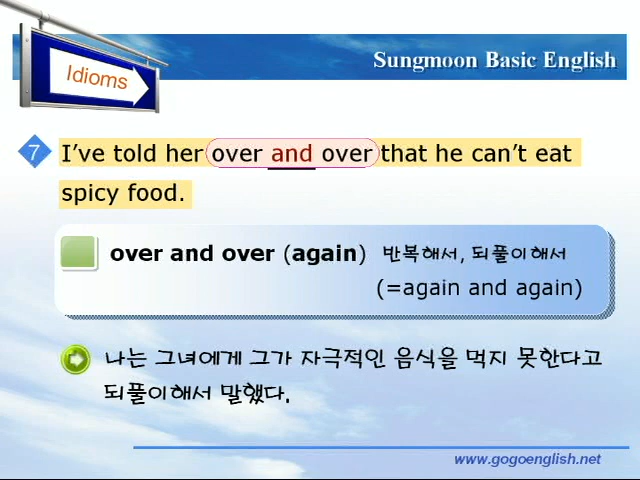 Idioms
Sungmoon Basic English
7
I've told her over and over that he can't eat
spicy food.
over and over (again) 반복해서, 되풀이해서
(=again and again)
나는 그녀에게 그가 자극적인 음식을 먹지 못한다고
되풀이해서 말했다.
www.gogoenglish.net